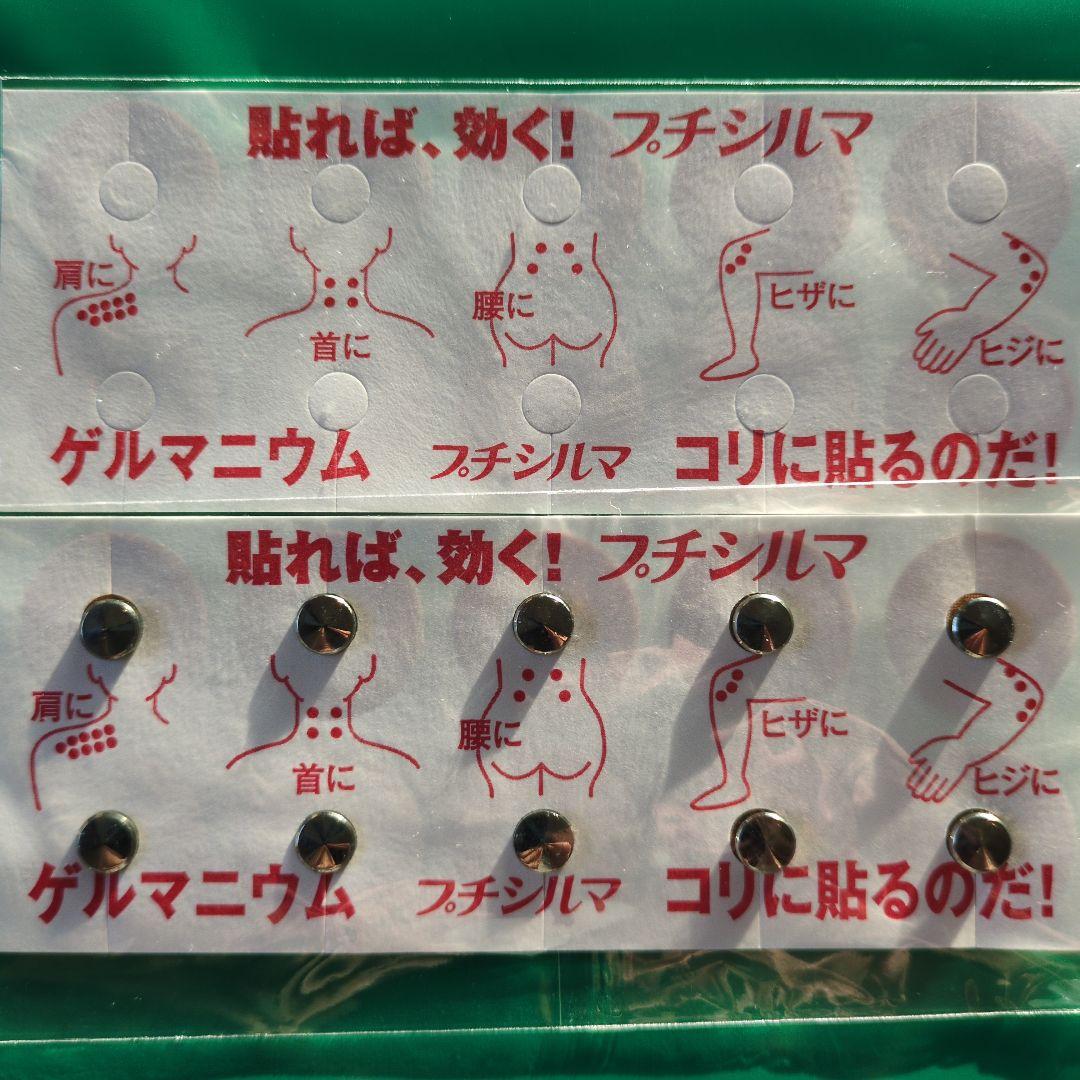 貼れば、効く! プチシルマ
肩に
首に
腰に
ヒザに
ヒジに
ゲルマニウム プチシルマ コリに貼るのだ!
貼れば、効く! プチシルマ
肩に
首に
腰に
ヒザに
ヒジに
ゲルマニウム プチシルマ コリに貼るのだ!